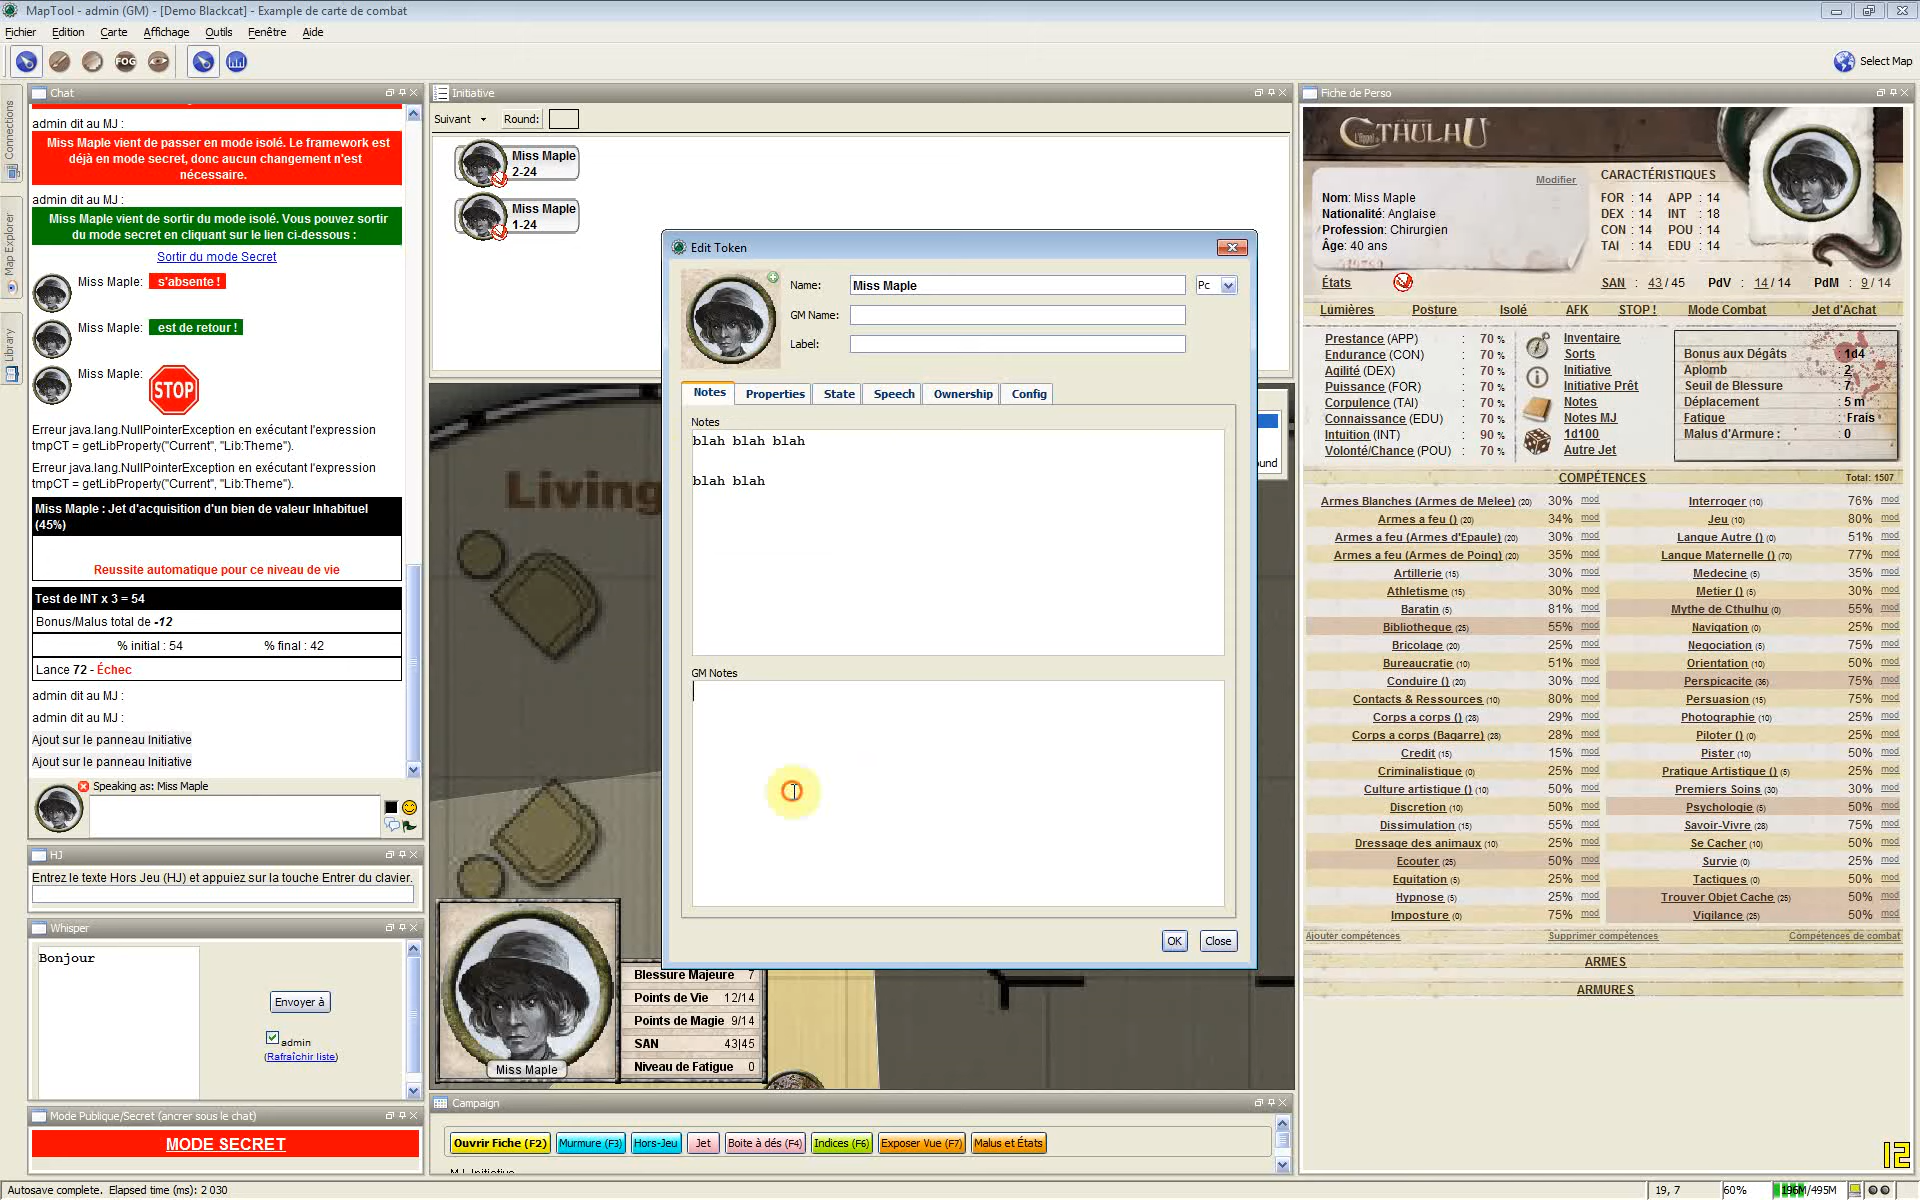 MapTool - admin (GM) - [Demo Blackcat] - Example de carte de combat
Fichier Edition Carte Affichage Outils Fenêtre Aide
FOG
Select Map
Connections
Map Explorer
Library
Chat
admin dit au MJ :
Miss Maple vient de passer en mode isolé. Le framework est
déjà en mode secret, donc aucun changement n'est
nécessaire.
admin dit au MJ :
Miss Maple vient de sortir du mode isolé. Vous pouvez sortir
du mode secret en cliquant sur le lien ci-dessous :
Sortir du mode Secret
Miss Maple: s'absente !
Miss Maple: est de retour !
Miss Maple: STOP
Erreur java.lang.NullPointerException en exécutant l'expression
tmpCT = getLibProperty("Current", "Lib:Theme").
Erreur java.lang.NullPointerException en exécutant l'expression
tmpCT = getLibProperty("Current", "Lib:Theme").
Miss Maple : Jet d'acquisition d'un bien de valeur Inhabituel
(45%)
Reussite automatique pour ce niveau de vie
Test de INT x 3 = 54
Bonus/Malus total de -12
% initial : 54 % final : 42
Lance 72 - Échec
admin dit au MJ :
admin dit au MJ :
Ajout sur le panneau Initiative
Ajout sur le panneau Initiative
Speaking as: Miss Maple
HJ
Entrez le texte Hors Jeu (HJ) et appuiez sur la touche Entrer du clavier.
Whisper
Bonjour
Envoyer à
admin
(Rafraîchir liste)
Mode Publique/Secret (ancrer sous le chat)
MODE SECRET
Initiative
Suivant Round:
Miss Maple
2-24
Miss Maple
1-24
Living
ound
Edit Token
Name: Miss Maple Pc
GM Name:
Label:
Notes Properties State Speech Ownership Config
Notes
blah blah blah
blah blah
GM Notes
OK Close
Miss Maple
Blessure Majeure 7
Points de Vie 12/14
Points de Magie 9/14
SAN 43|45
Niveau de Fatigue 0
Campaign
Ouvrir Fiche (F2) Murmure (F3) Hors-Jeu Jet Boite à dés (F4) Indices (F6) Exposer Vue (F7) Malus et États
MJ Initiative
Fiche de Perso
L'Appel de CTHULHU
Modifier
Nom: Miss Maple
Nationalité: Anglaise
Profession: Chirurgien
Âge: 40 ans
CARACTÉRISTIQUES
FOR : 14 APP : 14
DEX : 14 INT : 18
CON : 14 POU : 14
TAI : 14 EDU : 14
États SAN : 43 / 45 PdV : 14 / 14 PdM : 9 / 14
Lumières Posture Isolé AFK STOP ! Mode Combat Jet d'Achat
Prestance (APP) : 70 %
Endurance (CON) : 70 %
Agilité (DEX) : 70 %
Puissance (FOR) : 70 %
Corpulence (TAI) : 70 %
Connaissance (EDU) : 70 %
Intuition (INT) : 90 %
Volonté/Chance (POU) : 70 %
Inventaire
Sorts
Initiative
Initiative Prêt
Notes
Notes MJ
1d100
Autre Jet
Bonus aux Dégâts : 1d4
Aplomb : 2
Seuil de Blessure : 7
Déplacement : 5 m
Fatigue : Frais
Malus d'Armure : : 0
COMPÉTENCES Total: 1507
Armes Blanches (Armes de Melee) (20) 30% mod Interroger (10) 76% mod
Armes a feu () (20) 34% mod Jeu (10) 80% mod
Armes a feu (Armes d'Epaule) (20) 30% mod Langue Autre () (0) 51% mod
Armes a feu (Armes de Poing) (20) 35% mod Langue Maternelle () (70) 77% mod
Artillerie (15) 30% mod Medecine (5) 35% mod
Athletisme (15) 30% mod Metier () (5) 30% mod
Baratin (5) 81% mod Mythe de Cthulhu (0) 55% mod
Bibliotheque (25) 55% mod Navigation (0) 25% mod
Bricolage (20) 25% mod Negociation (5) 75% mod
Bureaucratie (10) 51% mod Orientation (10) 50% mod
Conduire () (20) 30% mod Perspicacite (36) 75% mod
Contacts & Ressources (10) 80% mod Persuasion (15) 75% mod
Corps a corps () (28) 29% mod Photographie (10) 25% mod
Corps a corps (Bagarre) (28) 28% mod Piloter () (0) 25% mod
Credit (15) 15% mod Pister (10) 50% mod
Criminalistique (0) 25% mod Pratique Artistique () (5) 25% mod
Culture artistique () (10) 50% mod Premiers Soins (30) 30% mod
Discretion (10) 50% mod Psychologie (5) 50% mod
Dissimulation (15) 55% mod Savoir-Vivre (28) 75% mod
Dressage des animaux (10) 25% mod Se Cacher (10) 50% mod
Ecouter (25) 50% mod Survie (0) 25% mod
Equitation (5) 25% mod Tactiques (0) 50% mod
Hypnose (5) 25% mod Trouver Objet Cache (25) 50% mod
Imposture (0) 75% mod Vigilance (25) 50% mod
Ajouter compétences Supprimer compétences Compétences de combat
ARMES
ARMURES
12
Autosave complete. Elapsed time (ms): 2 030
19, 7 60% 196M/495M